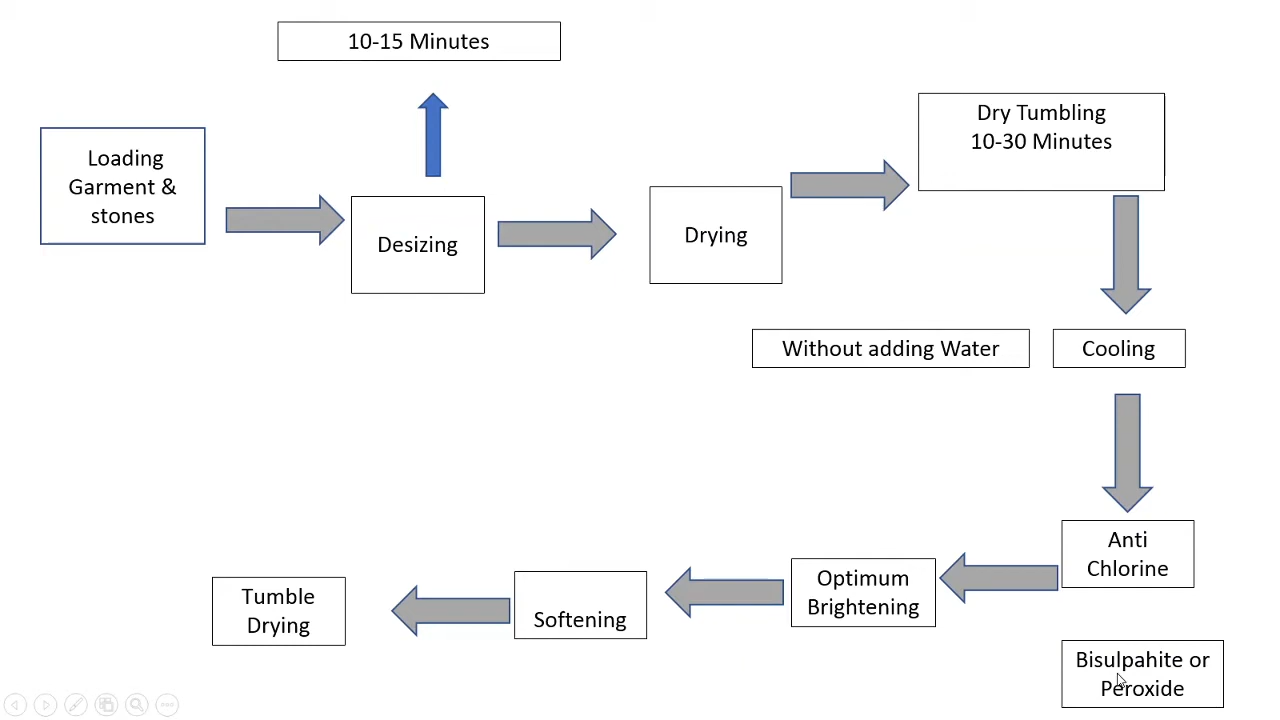 10-15 Minutes
Loading
Garment &
stones
Desizing
Drying
Dry Tumbling
10-30 Minutes
Without adding Water
Cooling
Anti
Chlorine
Optimum
Brightening
Softening
Tumble
Drying
Bisulpahite or
Peroxide